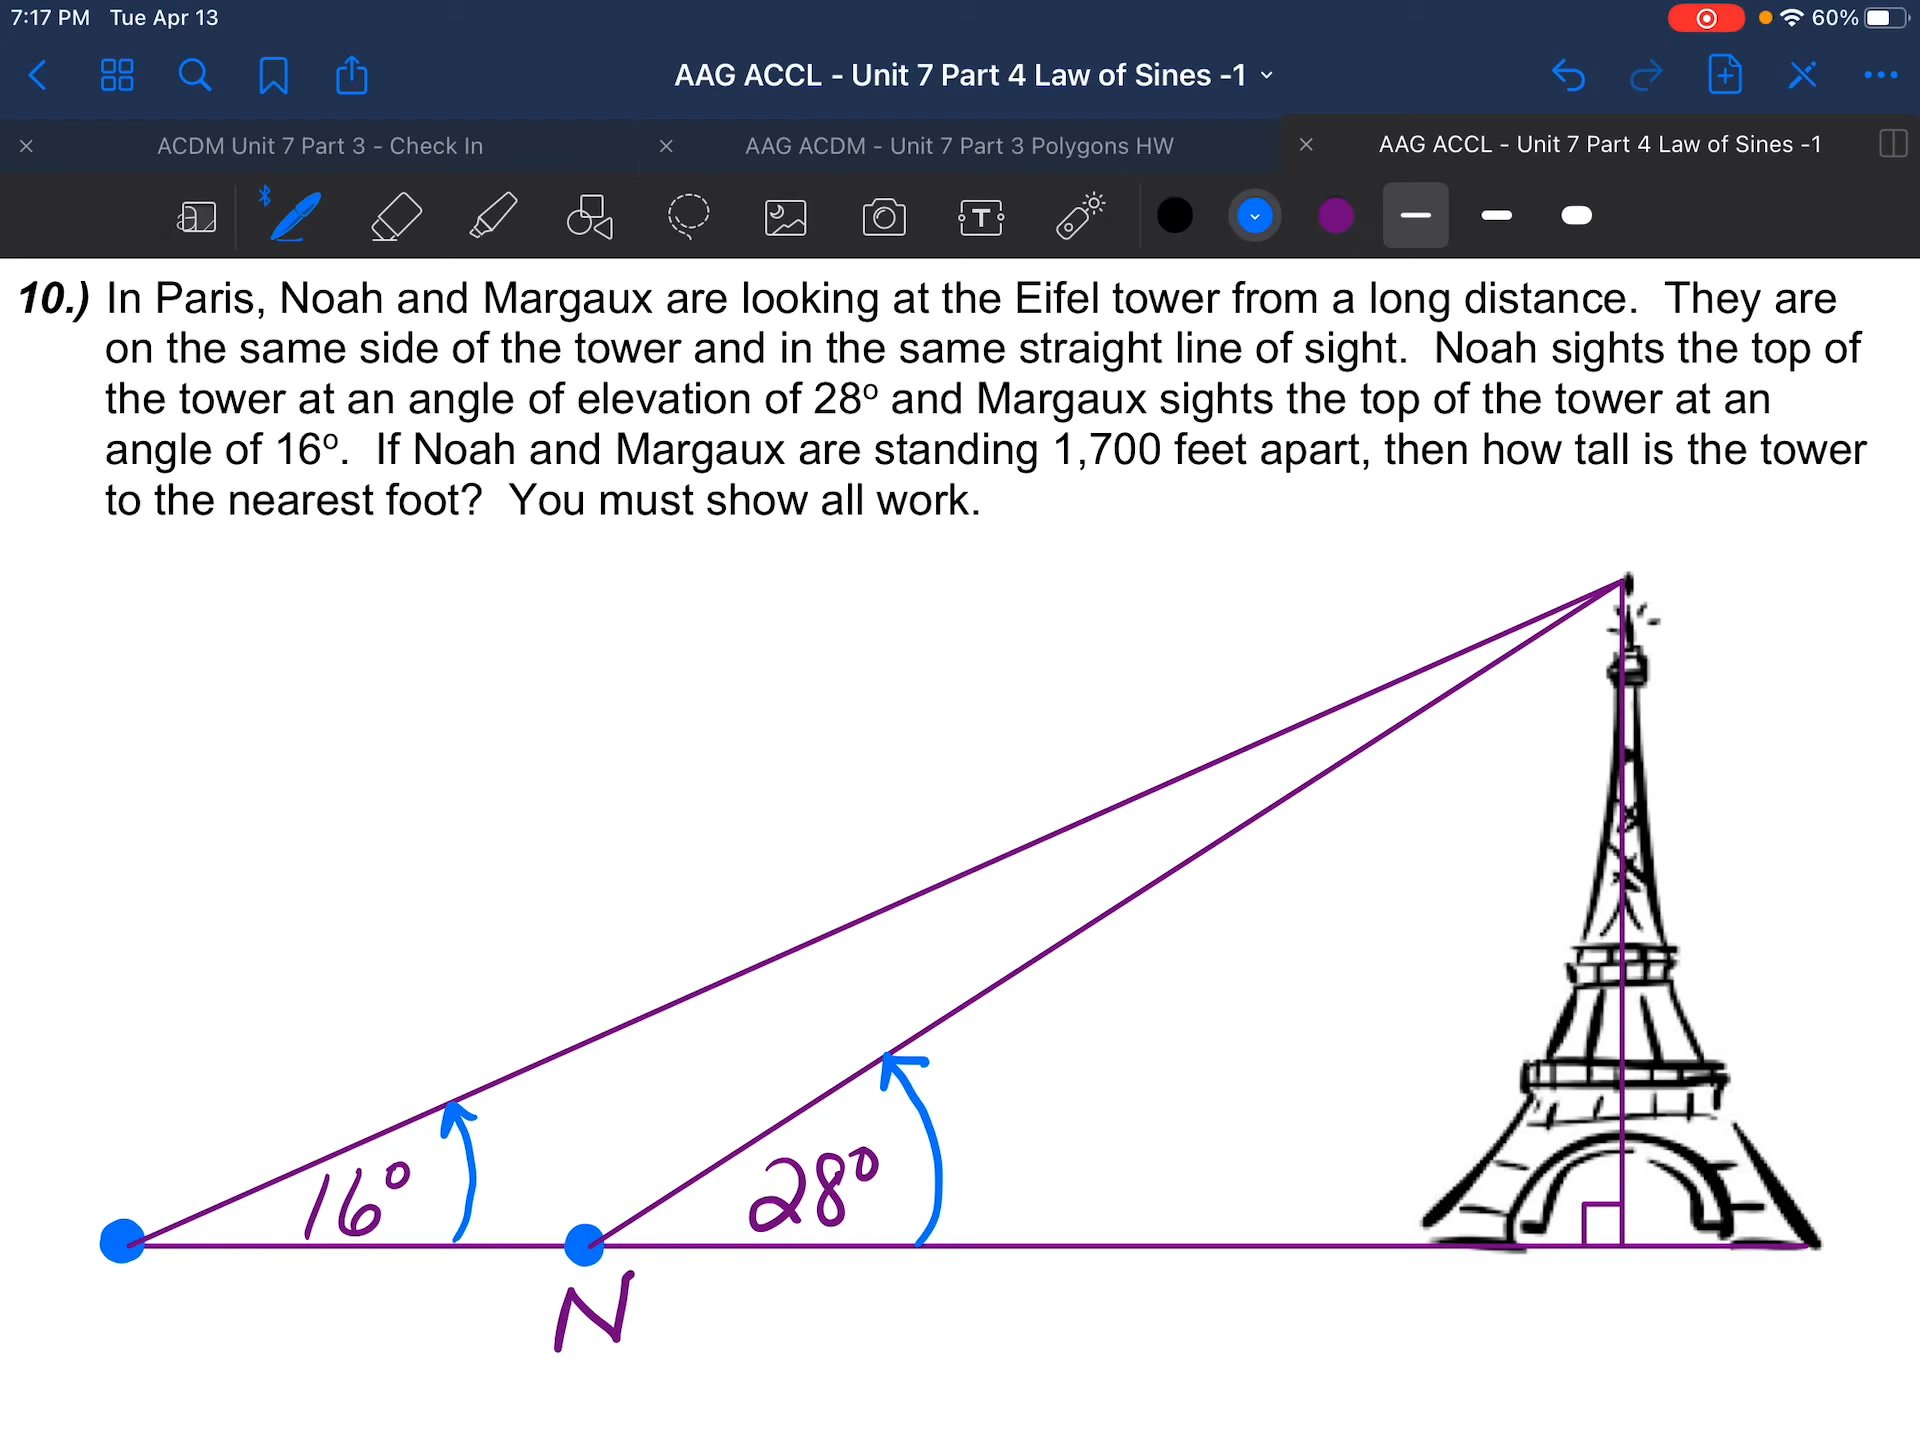 7:17 PM Tue Apr 13
60%
AAG ACCL - Unit 7 Part 4 Law of Sines -1
ACDM Unit 7 Part 3 - Check In
AAG ACDM - Unit 7 Part 3 Polygons HW
AAG ACCL - Unit 7 Part 4 Law of Sines -1
a
T
10.) In Paris, Noah and Margaux are looking at the Eifel tower from a long distance. They are
on the same side of the tower and in the same straight line of sight. Noah sights the top of
the tower at an angle of elevation of 28º and Margaux sights the top of the tower at an
angle of 16º. If Noah and Margaux are standing 1,700 feet apart, then how tall is the tower
to the nearest foot? You must show all work.
16º
28º
N